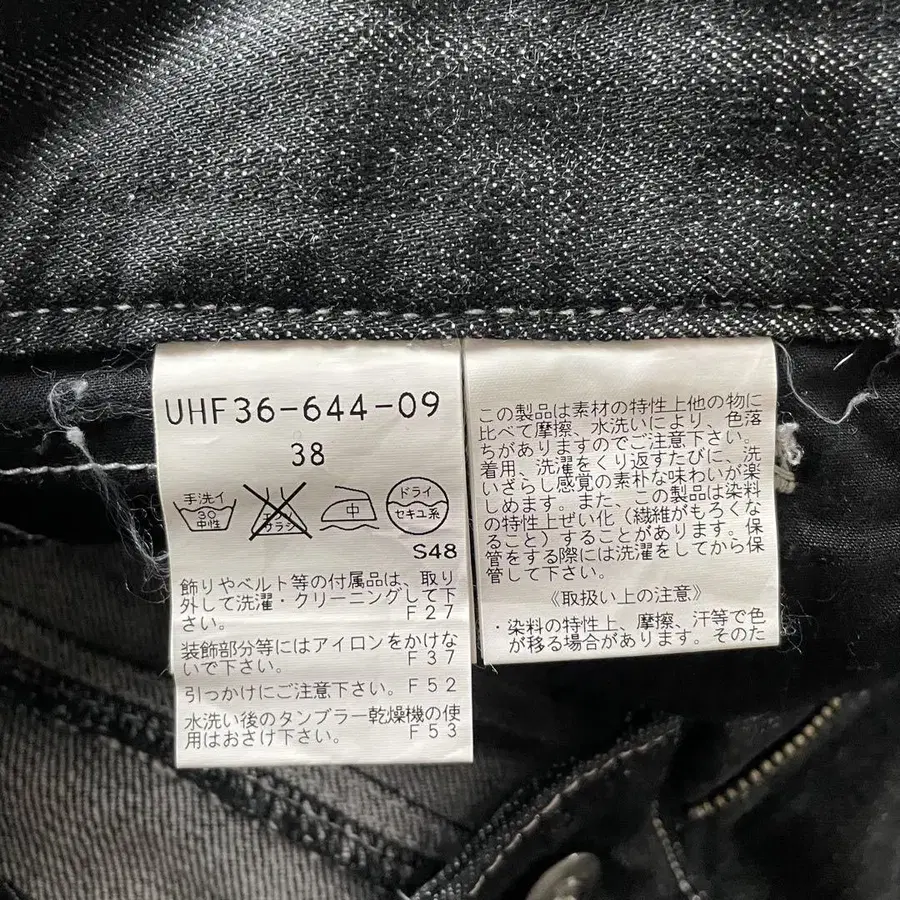 UHF36-644-09
38
手洗イ
30
中性
エンソサラシ
中
ドライ
セキユ系
S48
飾りやベルト等の付属品は、取り
外して洗濯・クリーニングして下
さい。 F27
装飾部分等にはアイロンをかけな
いで下さい。 F37
引っかけにご注意下さい。F52
水洗い後のタンブラー乾燥機の使
用はおさけ下さい。 F53
この製品は素材の特性上他の物に
比べて摩擦、水洗いにより、色落
ちがありますのでご注意下さい。
着用、洗濯をくり返すたびに、洗
いざらし感覚の素朴な味わいが楽
しめます。また、この製品は染料
の特性上ぜい化（繊維がもろくな
ること）することがあります。保
管をする際には洗濯をしてから保
管して下さい。
《取扱い上の注意》
・染料の特性上、摩擦、汗等で色
が移る場合があります。そのた